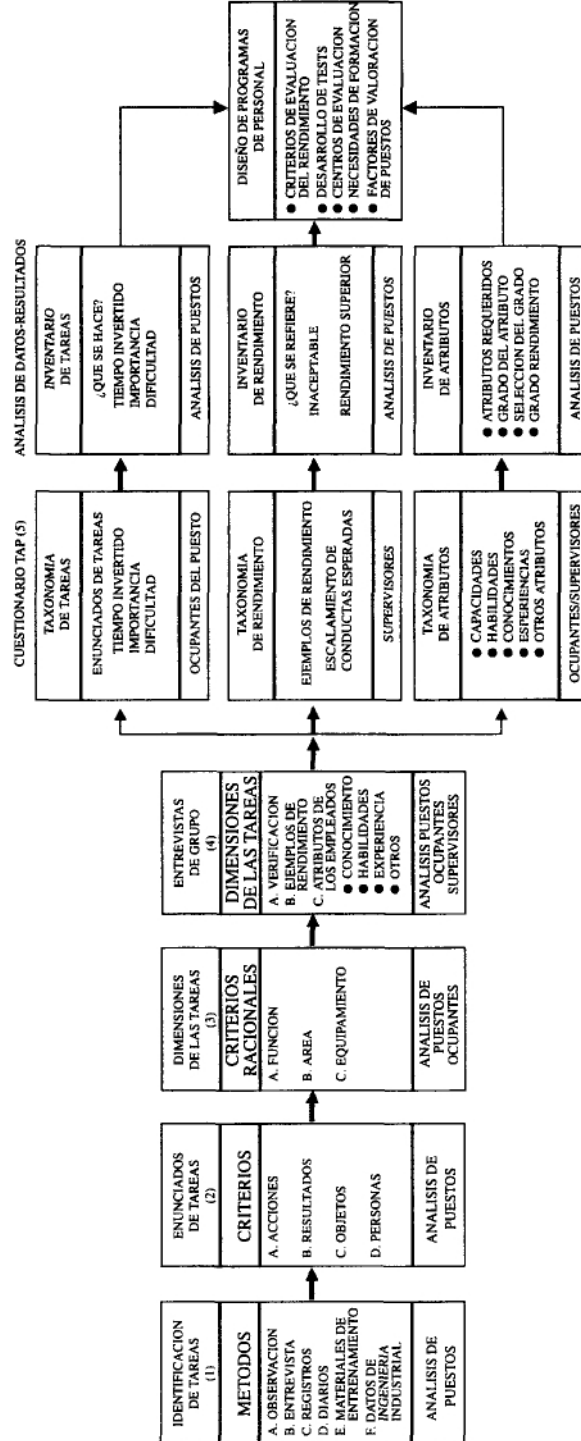 IDENTIFICACION
DE TAREAS
(1)
METODOS
A. OBSERVACION
B. ENTREVISTA
C. REGISTROS
D. DIARIOS
E. MATERIALES DE
ENTRENAMIENTO
F. DATOS DE
INGENIERIA
INDUSTRIAL.
ANALISIS DE
PUESTOS
ENUNCIADOS
DE TAREAS
(2)
CRITERIOS
A. ACCIONES
B. RESULTADOS
C. OBJETOS
D. PERSONAS
ANALISIS DE
PUESTOS
DIMENSIONES
DE LAS TAREAS
(3)
CRITERIOS
RACIONALES
A. FUNCION
B. AREA
C. EQUIPAMIENTO
ANALISIS DE
PUESTOS
OCUPANTES
ENTREVISTAS
DE GRUPO
(4)
DIMENSIONES
DE LAS TAREAS
A. VERIFICACION
B. EJEMPLOS DE
RENDIMIENTO
C. ATRIBUTOS DE
LOS EMPLEADOS
● CONOCIMIENTO
● HABILIDADES
● EXPERIENCIA
● OTROS
ANALISIS PUESTOS
OCUPANTES
SUPERVISORES
CUESTIONARIO TAP (5)
TAXONOMIA
DE TAREAS
ENUNCIADOS DE TAREAS
TIEMPO INVERTIDO
IMPORTANCIA
DIFICULTAD
OCUPANTES DEL PUESTO
TAXONOMIA
DE RENDIMIENTO
EJEMPLOS DE RENDIMIENTO
ESCALAMIENTO DE
CONDUCTAS ESPERADAS
SUPERVISORES
TAXONOMIA
DE ATRIBUTOS
● CAPACIDADES
● HABILIDADES
● CONOCIMIENTOS
● EXPERIENCIAS
● OTROS ATRIBUTOS
OCUPANTES/SUPERVISORES
ANALISIS DE DATOS-RESULTADOS
INVENTARIO
DE TAREAS
¿QUE SE HACE?
TIEMPO INVERTIDO
IMPORTANCIA
DIFICULTAD
ANALISIS DE PUESTOS
INVENTARIO
DE RENDIMIENTO
¿QUE SE REFIERE?
INACEPTABLE
RENDIMIENTO SUPERIOR
ANALISIS DE PUESTOS
INVENTARIO
DE ATRIBUTOS
● ATRIBUTOS REQUERIDOS
● GRADO DEL ATRIBUTO
● SELECCION DEL GRADO
● GRADO RENDIMIENTO
ANALISIS DE PUESTOS
DISEÑO DE PROGRAMAS
DE PERSONAL
● CRITERIOS DE EVALUACION
DEL RENDIMIENTO
● DESARROLLO DE TESTS
● CENTROS DE EVALUACION
● NECESIDADES DE FORMACION
● FACTORES DE VALORACION
DE PUESTOS